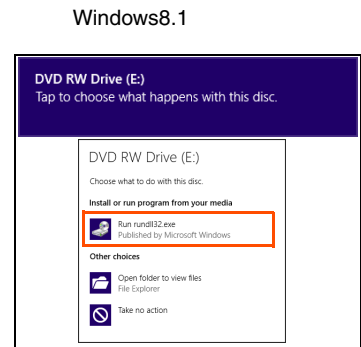 Windows8.1
DVD RW Drive (E:)
Tap to choose what happens with this disc.
DVD RW Drive (E:)
Choose what to do with this disc.
Install or run program from your media
Run rundll32.exe
Published by Microsoft Windows
Other choices
Open folder to view files
File Explorer
Take no action